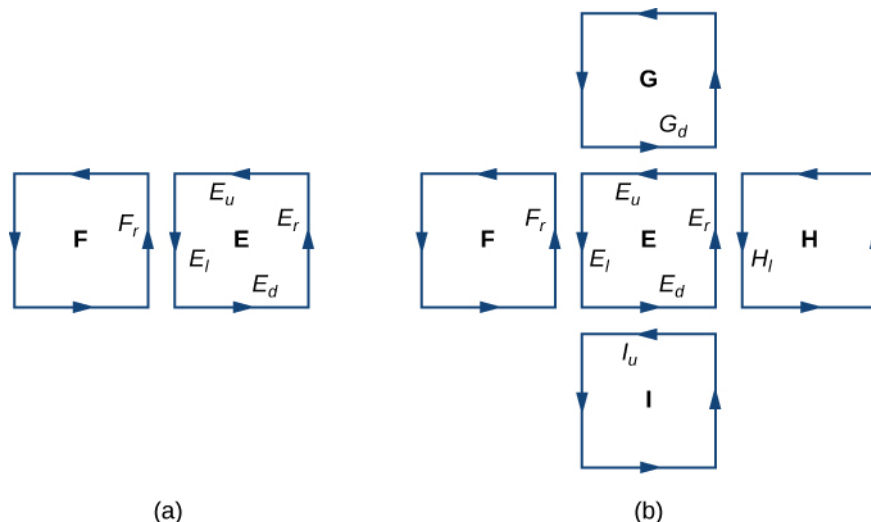 G
G_d
F
F_r
E_u
E_l
E
E_r
E_d
F
F_r
E_u
E_l
E
E_r
E_d
H_l
H
I_u
I
(a)
(b)